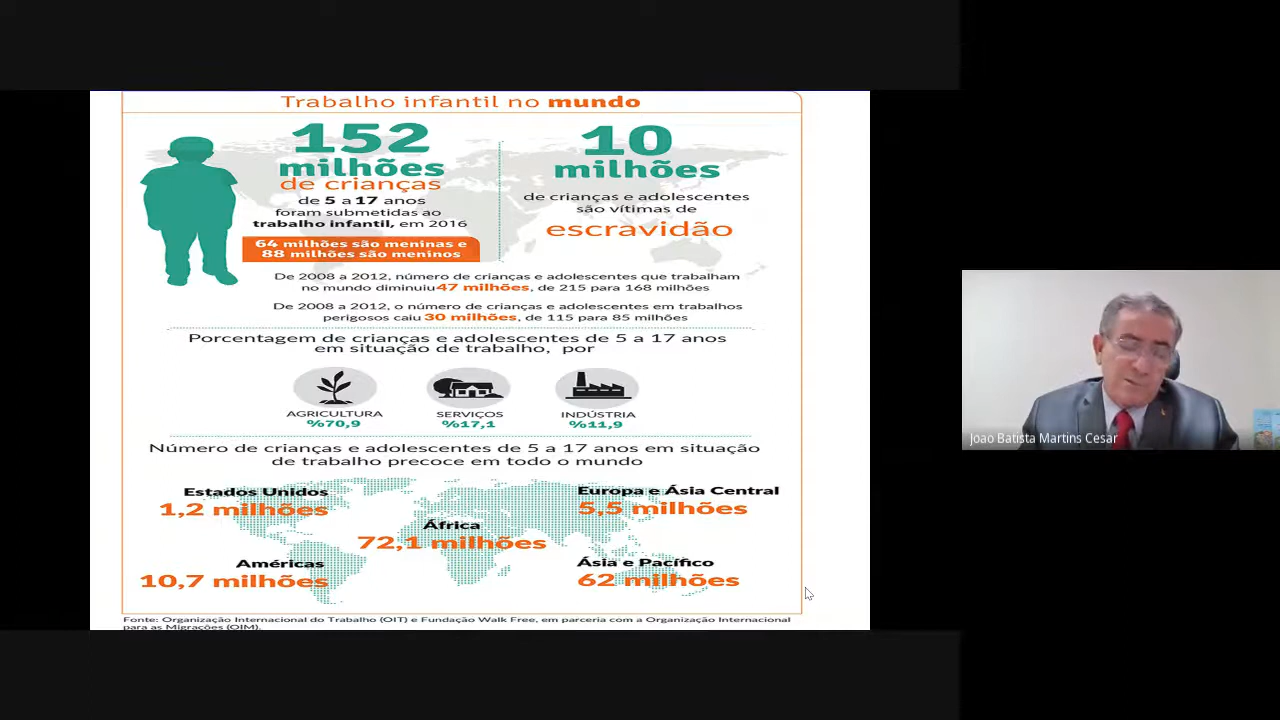 Trabalho infantil no mundo
152
milhões
de crianças
de 5 a 17 anos
foram submetidas ao
trabalho infantil, em 2016
64 milhões são meninas e
88 milhões são meninos
10
milhões
de crianças e adolescentes
são vítimas de
escravidão
De 2008 a 2012, número de crianças e adolescentes que trabalham
no mundo diminuiu 47 milhões, de 215 para 168 milhões
De 2008 a 2012, o número de crianças e adolescentes em trabalhos
perigosos caiu 30 milhões, de 115 para 85 milhões
Porcentagem de crianças e adolescentes de 5 a 17 anos
em situação de trabalho, por
AGRICULTURA
%70,9
SERVIÇOS
%17,1
INDÚSTRIA
%11,9
Número de crianças e adolescentes de 5 a 17 anos em situação
de trabalho precoce em todo o mundo
Estados Unidos
1,2 milhões
Europa e Ásia Central
5,5 milhões
África
72,1 milhões
Américas
10,7 milhões
Ásia e Pacífico
62 milhões
Fonte: Organização Internacional do Trabalho (OIT) e Fundação Walk Free, em parceria com a Organização Internacional
para as Migrações (OIM).
Joao Batista Martins Cesar